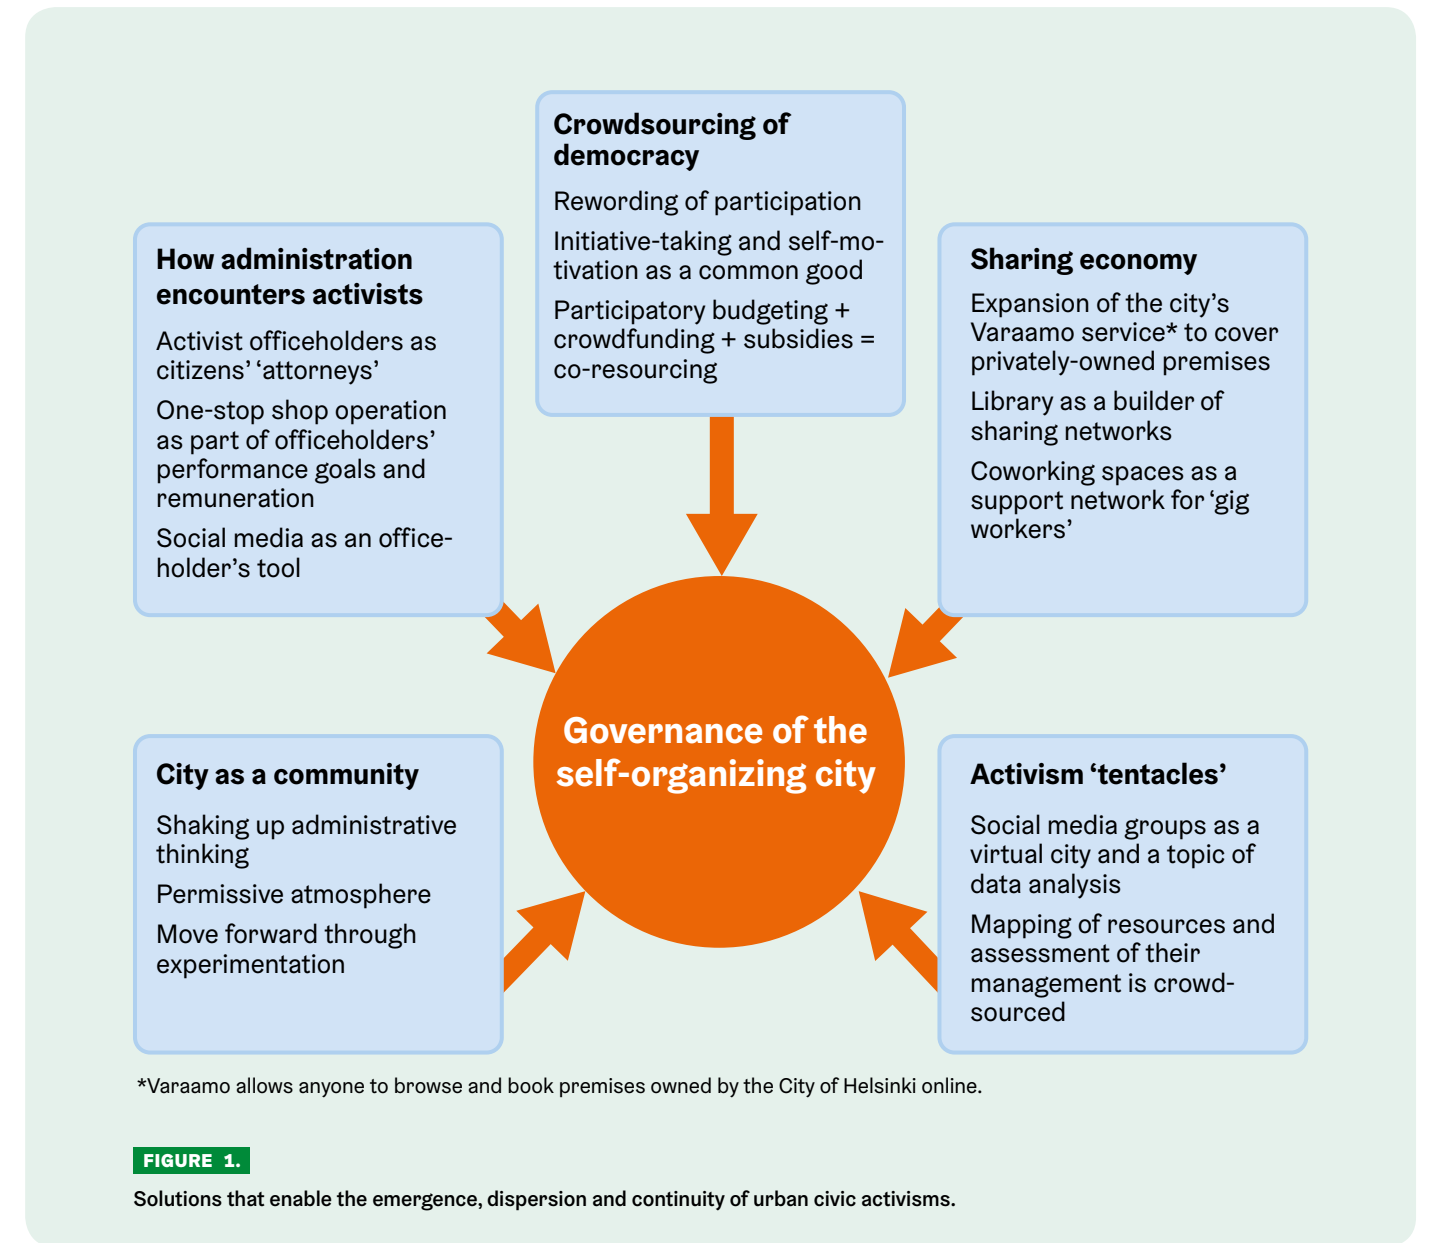 Crowdsourcing of
democracy
Rewording of participation
Initiative-taking and self-mo-
tivation as a common good
Participatory budgeting +
crowdfunding + subsidies =
co-resourcing
How administration
encounters activists
Activist officeholders as
citizens’ ‘attorneys’
One-stop shop operation
as part of officeholders’
performance goals and
remuneration
Social media as an office-
holder’s tool
Sharing economy
Expansion of the city’s
Varaamo service* to cover
privately-owned premises
Library as a builder of
sharing networks
Coworking spaces as a
support network for ‘gig
workers’
Governance of the
self-organizing city
City as a community
Shaking up administrative
thinking
Permissive atmosphere
Move forward through
experimentation
Activism ‘tentacles’
Social media groups as a
virtual city and a topic of
data analysis
Mapping of resources and
assessment of their
management is crowd-
sourced
*Varaamo allows anyone to browse and book premises owned by the City of Helsinki online.
FIGURE 1.
Solutions that enable the emergence, dispersion and continuity of urban civic activisms.